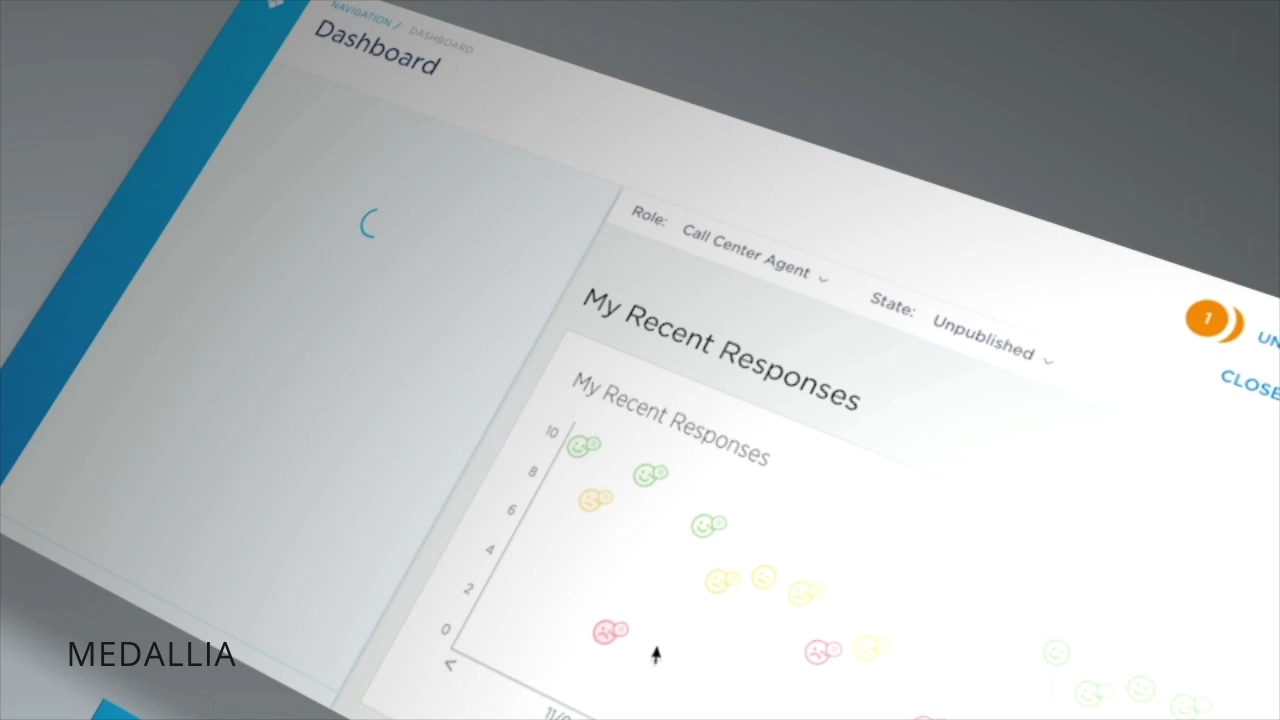 NAVIGATION / DASHBOARD
Dashboard
Role: Call Center Agent State: Unpublished
1
CLOSE
My Recent Responses
My Recent Responses
10
8
6
4
2
0
MEDALLIA